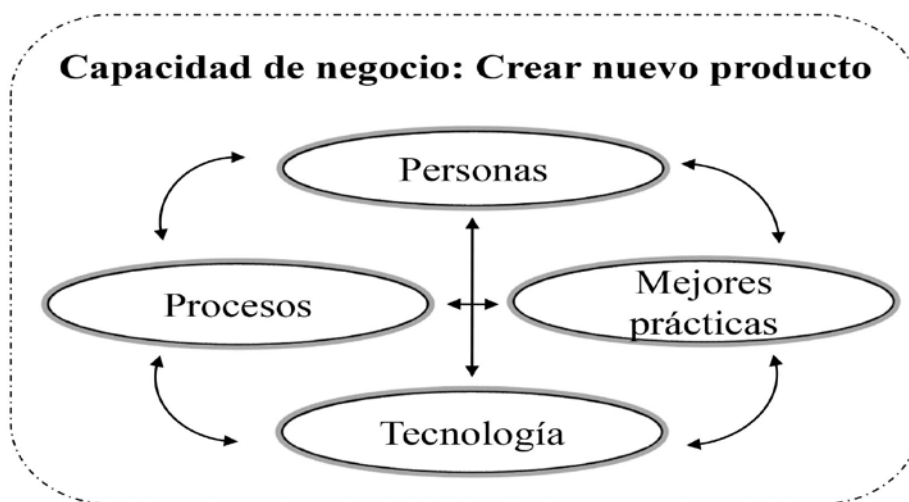 Capacidad de negocio: Crear nuevo producto
Personas
Procesos
Mejores
prácticas
Tecnología